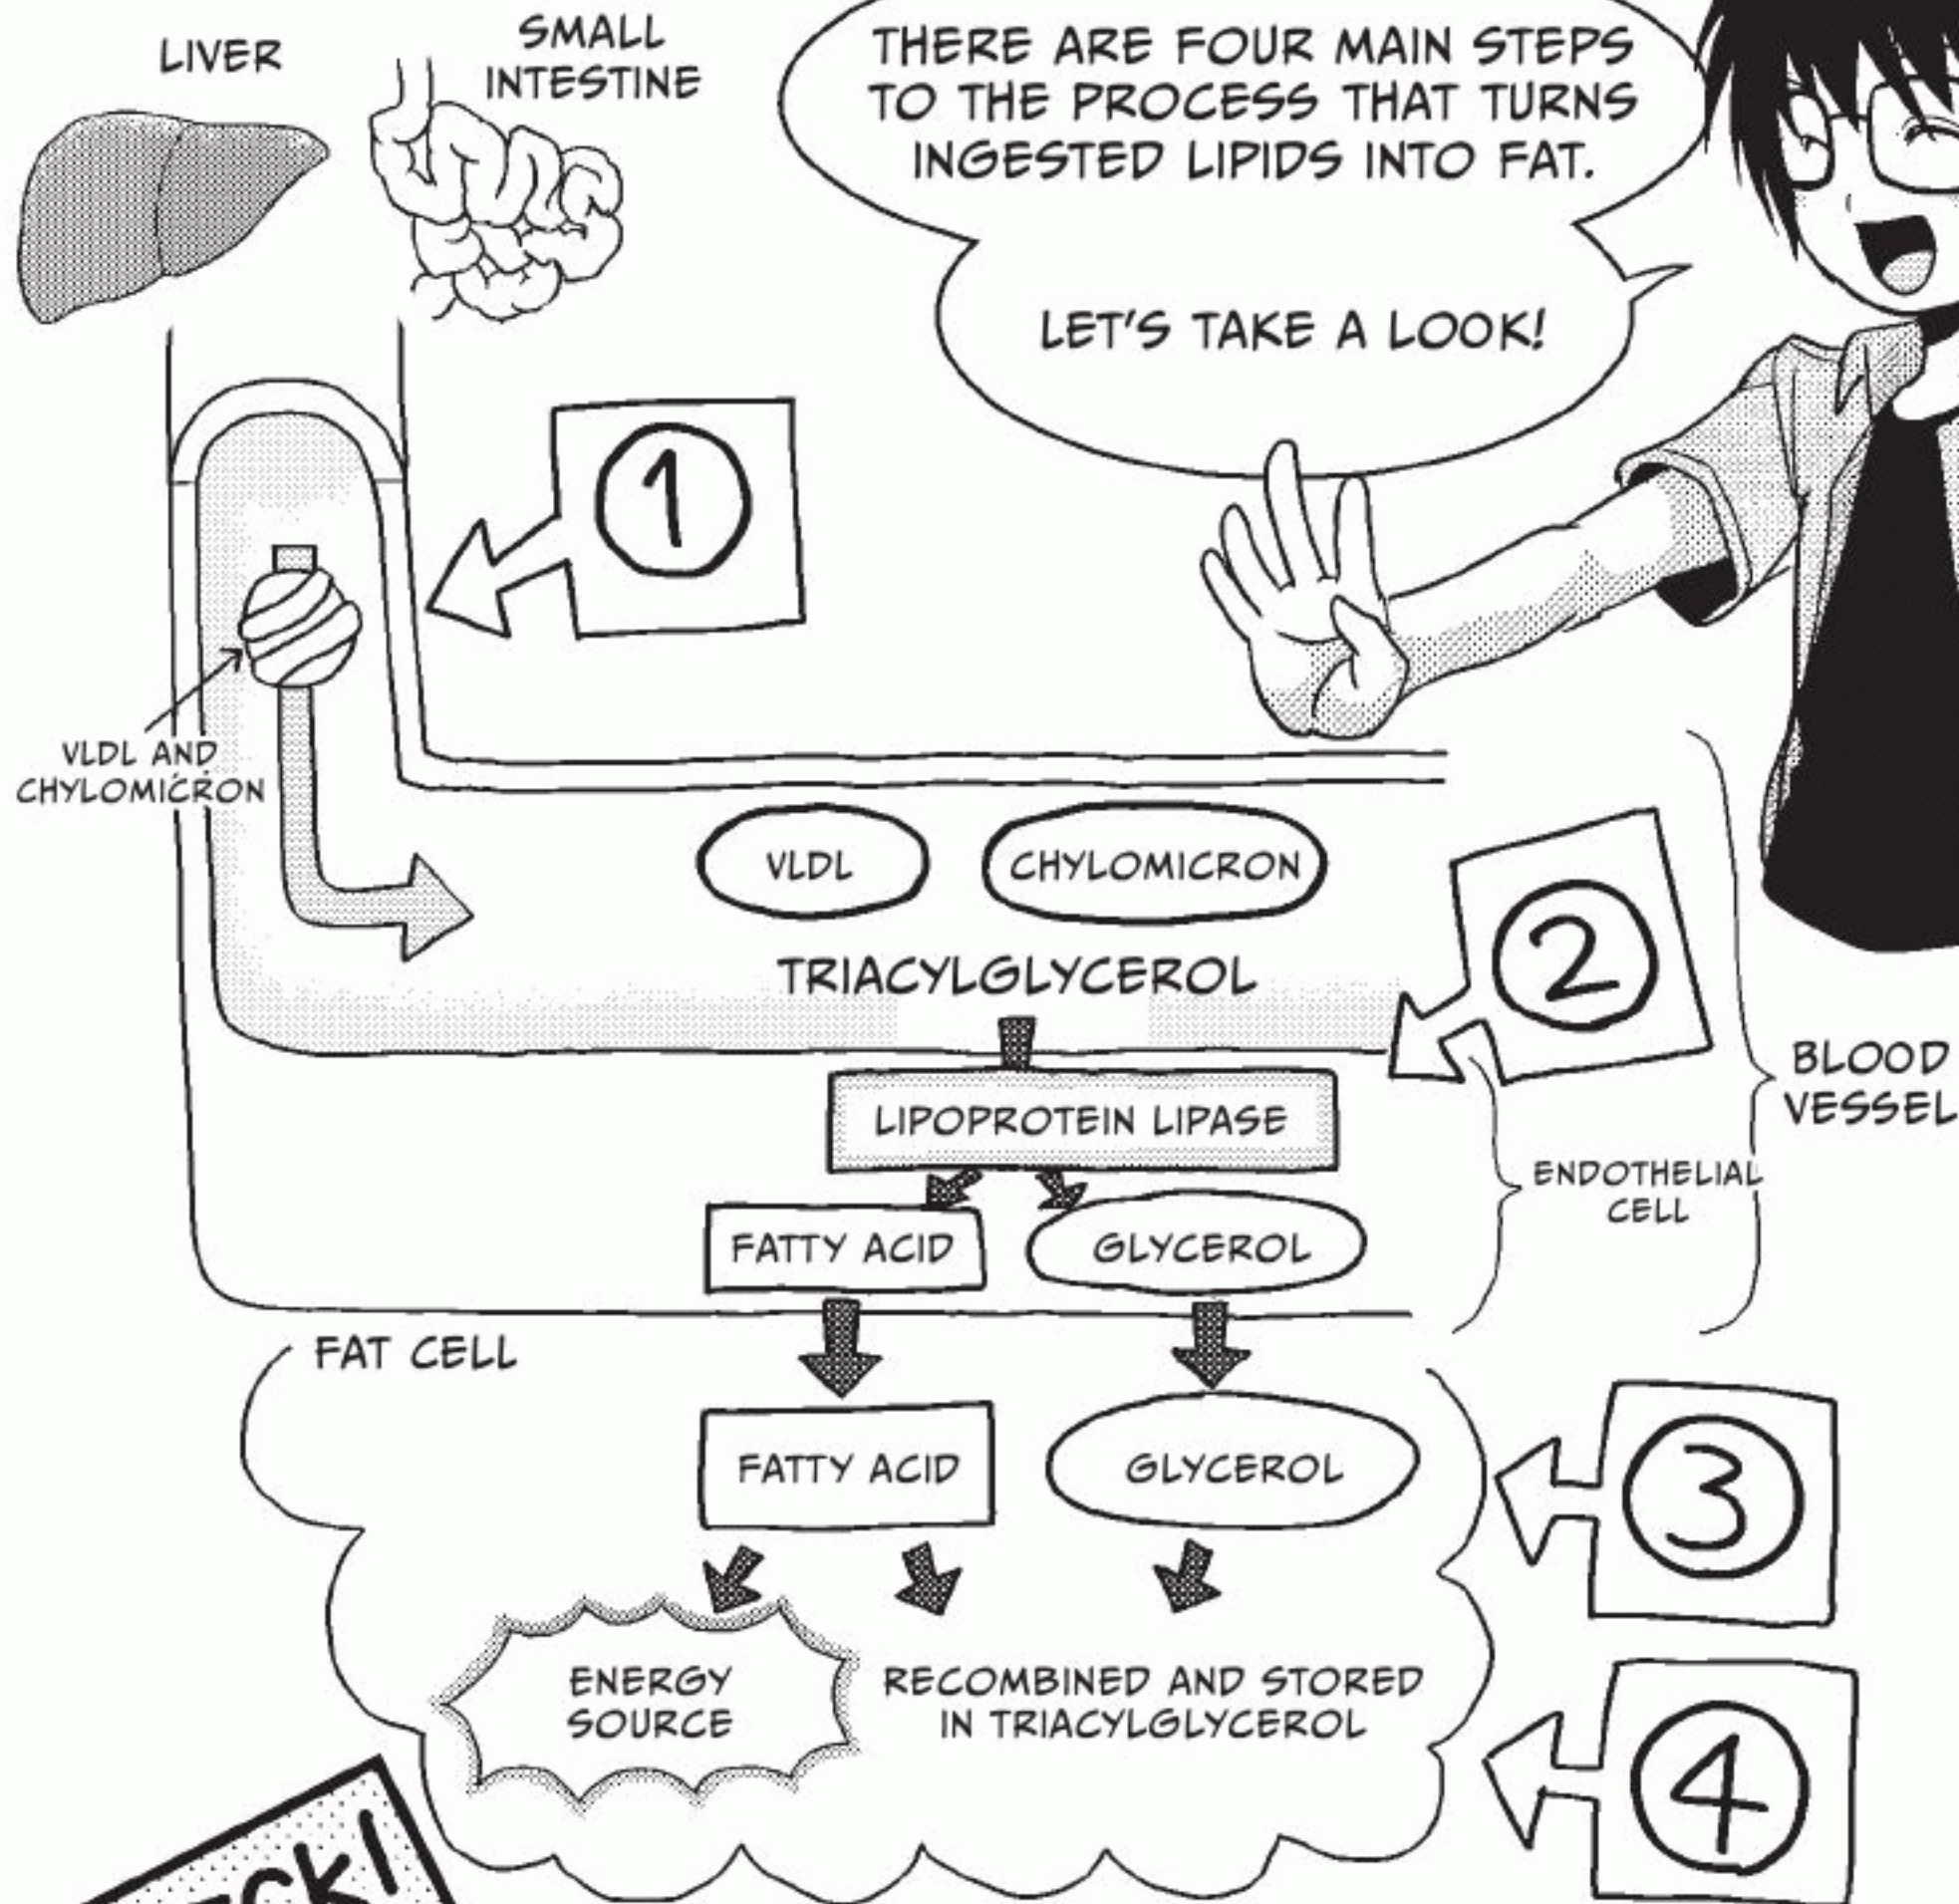 LIVER
SMALL
INTESTINE
THERE ARE FOUR MAIN STEPS
TO THE PROCESS THAT TURNS
INGESTED LIPIDS INTO FAT.
LET'S TAKE A LOOK!
1
VLDL AND
CHYLOMICRON
VLDL
CHYLOMICRON
TRIACYLGLYCEROL
2
LIPOPROTEIN LIPASE
BLOOD
VESSEL
ENDOTHELIAL
CELL
FATTY ACID
GLYCEROL
FAT CELL
FATTY ACID
GLYCEROL
3
ENERGY
SOURCE
RECOMBINED AND STORED
IN TRIACYLGLYCEROL
4